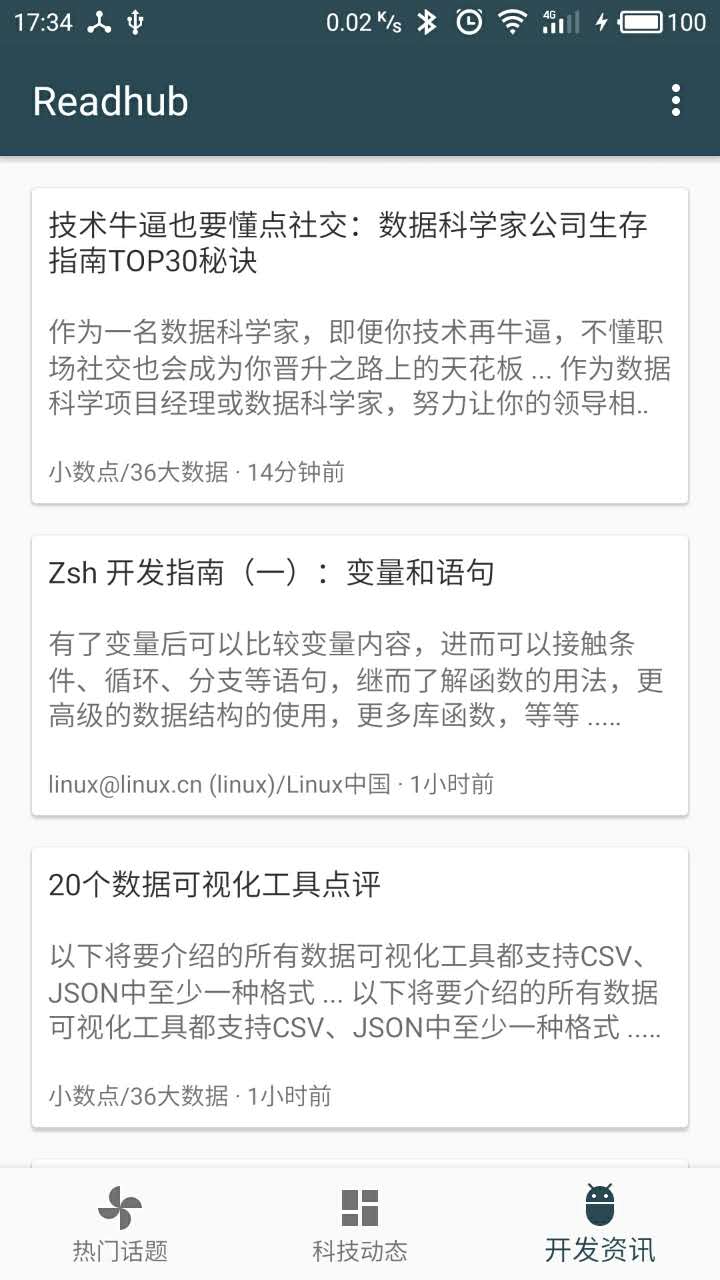 17:34 0.02 K/s 4G 100
Readhub
技术牛逼也要懂点社交：数据科学家公司生存
指南TOP30秘诀
作为一名数据科学家，即便你技术再牛逼，不懂职
场社交也会成为你晋升之路上的天花板 ... 作为数据
科学项目经理或数据科学家，努力让你的领导相..
小数点/36大数据 · 14分钟前
Zsh 开发指南（一）：变量和语句
有了变量后可以比较变量内容，进而可以接触条
件、循环、分支等语句，继而了解函数的用法，更
高级的数据结构的使用，更多库函数，等等 .....
linux@linux.cn (linux)/Linux中国 · 1小时前
20个数据可视化工具点评
以下将要介绍的所有数据可视化工具都支持CSV、
JSON中至少一种格式 ... 以下将要介绍的所有数据
可视化工具都支持CSV、JSON中至少一种格式 .....
小数点/36大数据 · 1小时前
热门话题 科技动态 开发资讯